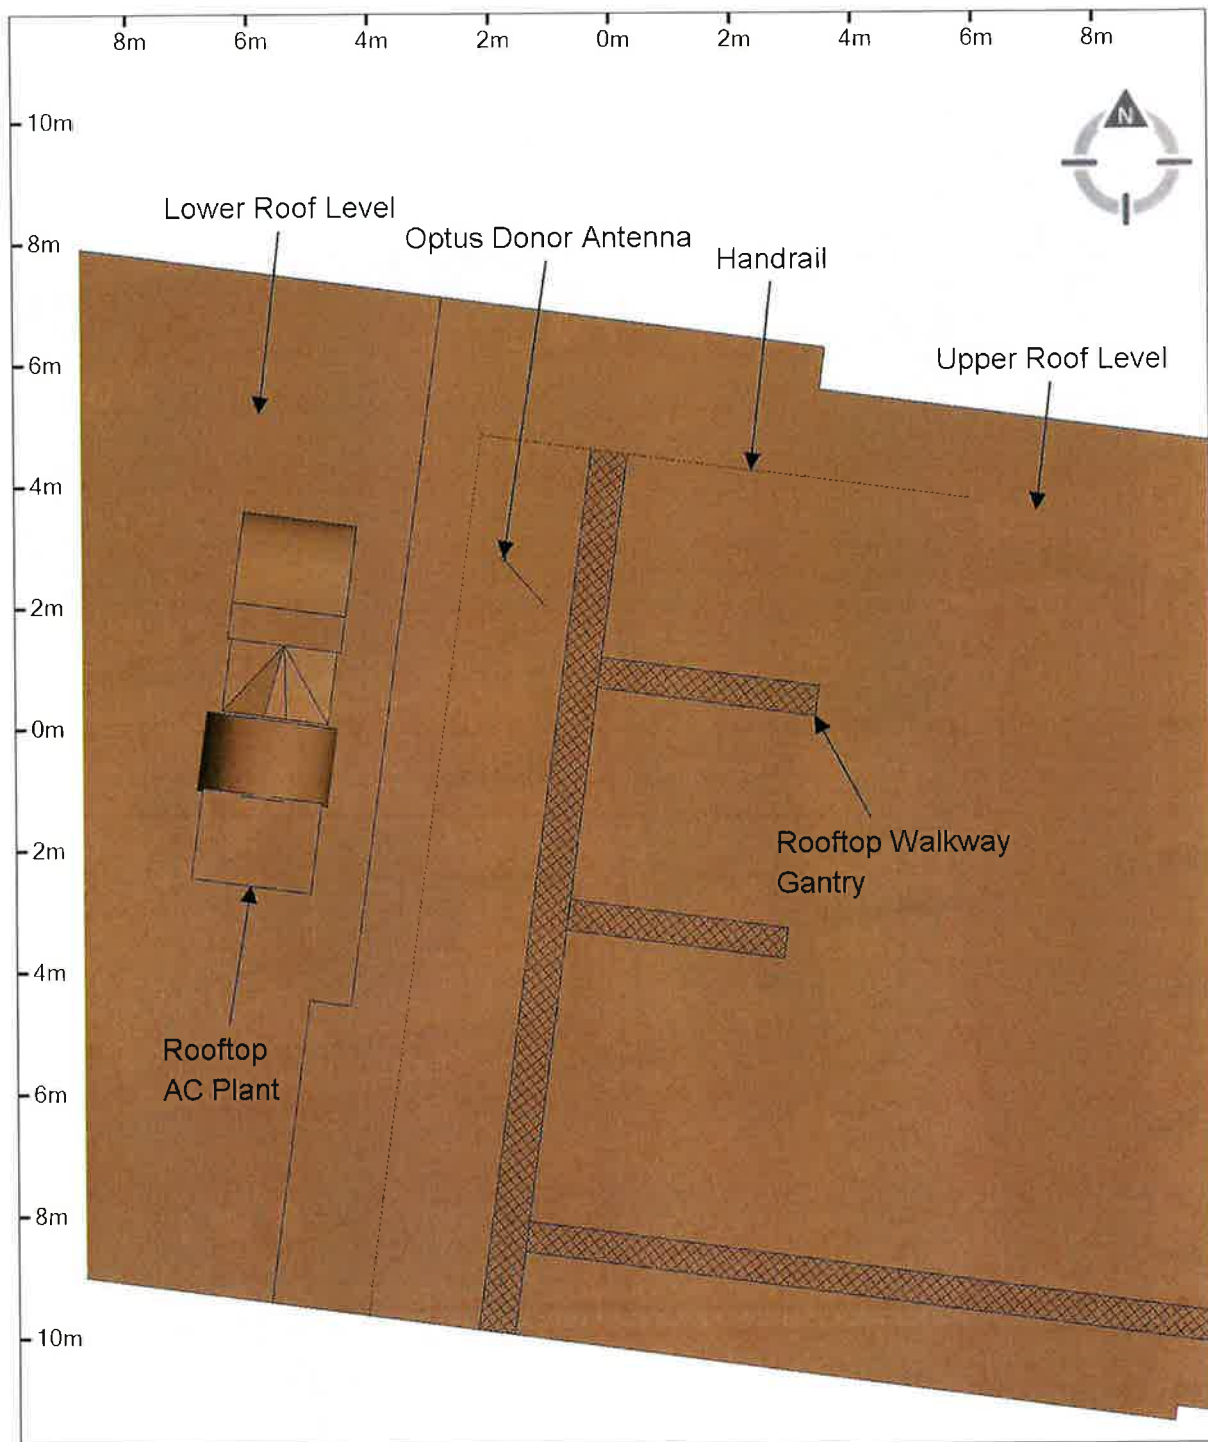 8m 6m 4m 2m 0m 2m 4m 6m 8m
N
10m
Lower Roof Level
Optus Donor Antenna
Handrail
8m
6m
Upper Roof Level
4m
2m
0m
Rooftop Walkway
Gantry
2m
4m
Rooftop
AC Plant
6m
8m
10m